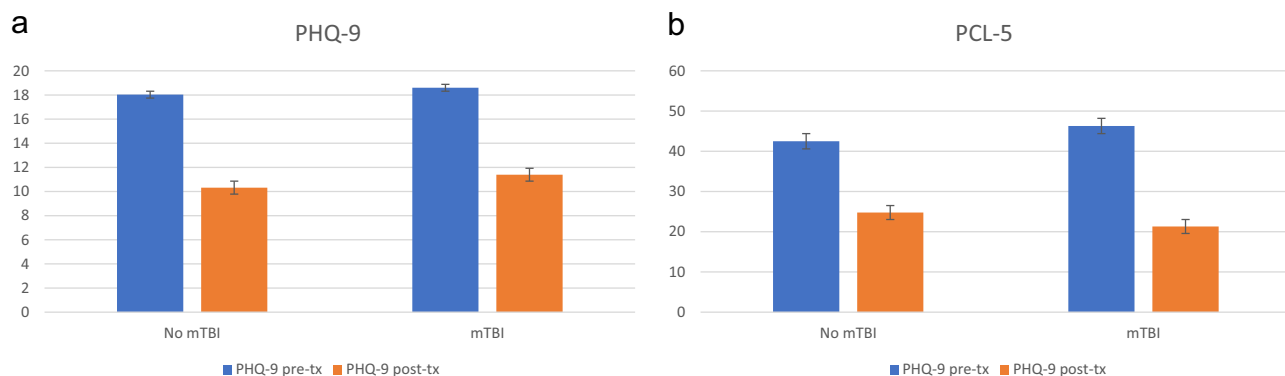 a
PHQ-9
20
18
16
14
12
10
8
6
4
2
0
No mTBI mTBI
PHQ-9 pre-tx PHQ-9 post-tx
b
PCL-5
60
50
40
30
20
10
0
No mTBI mTBI
PHQ-9 pre-tx PHQ-9 post-tx